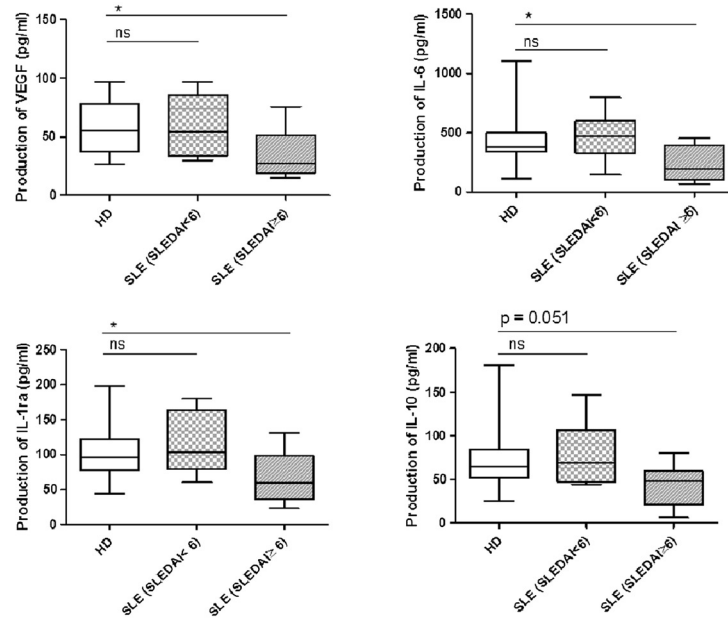 *
ns
Production of VEGF (pg/ml)
150
100
50
0
HD
SLE (SLEDAI<6)
SLE (SLEDAI≥6)
*
ns
Production of IL-6 (pg/ml)
1500
1000
500
0
HD
SLE (SLEDAI<6)
SLE (SLEDAI ≥6)
*
ns
Production of IL-1ra (pg/ml)
250
200
150
100
50
0
HD
SLE (SLEDAI< 6)
SLE (SLEDAI≥ 6)
p = 0.051
ns
Production of IL-10 (pg/ml)
200
150
100
50
0
HD
SLE (SLEDAI<6)
SLE (SLEDAI≥6)